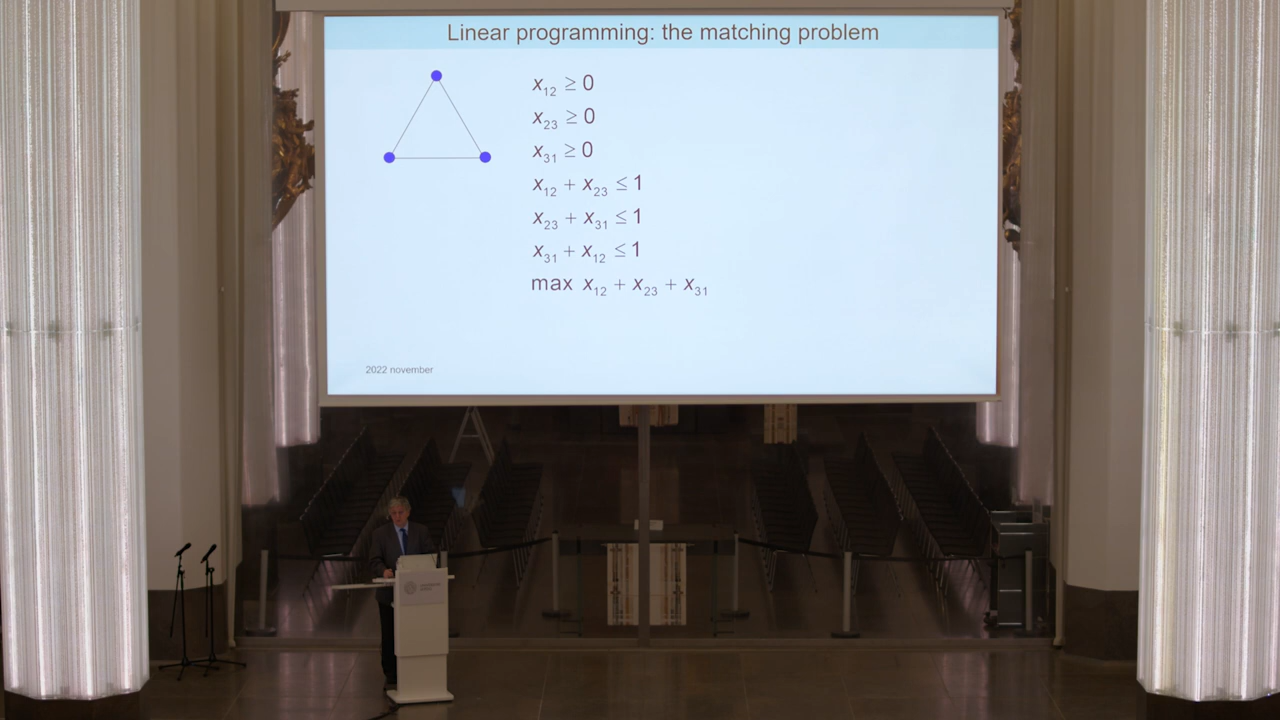 Linear programming: the matching problem
x₁₂ ≥ 0
x₂₃ ≥ 0
x₃₁ ≥ 0
x₁₂ + x₂₃ ≤ 1
x₂₃ + x₃₁ ≤ 1
x₃₁ + x₁₂ ≤ 1
max x₁₂ + x₂₃ + x₃₁
2022 november